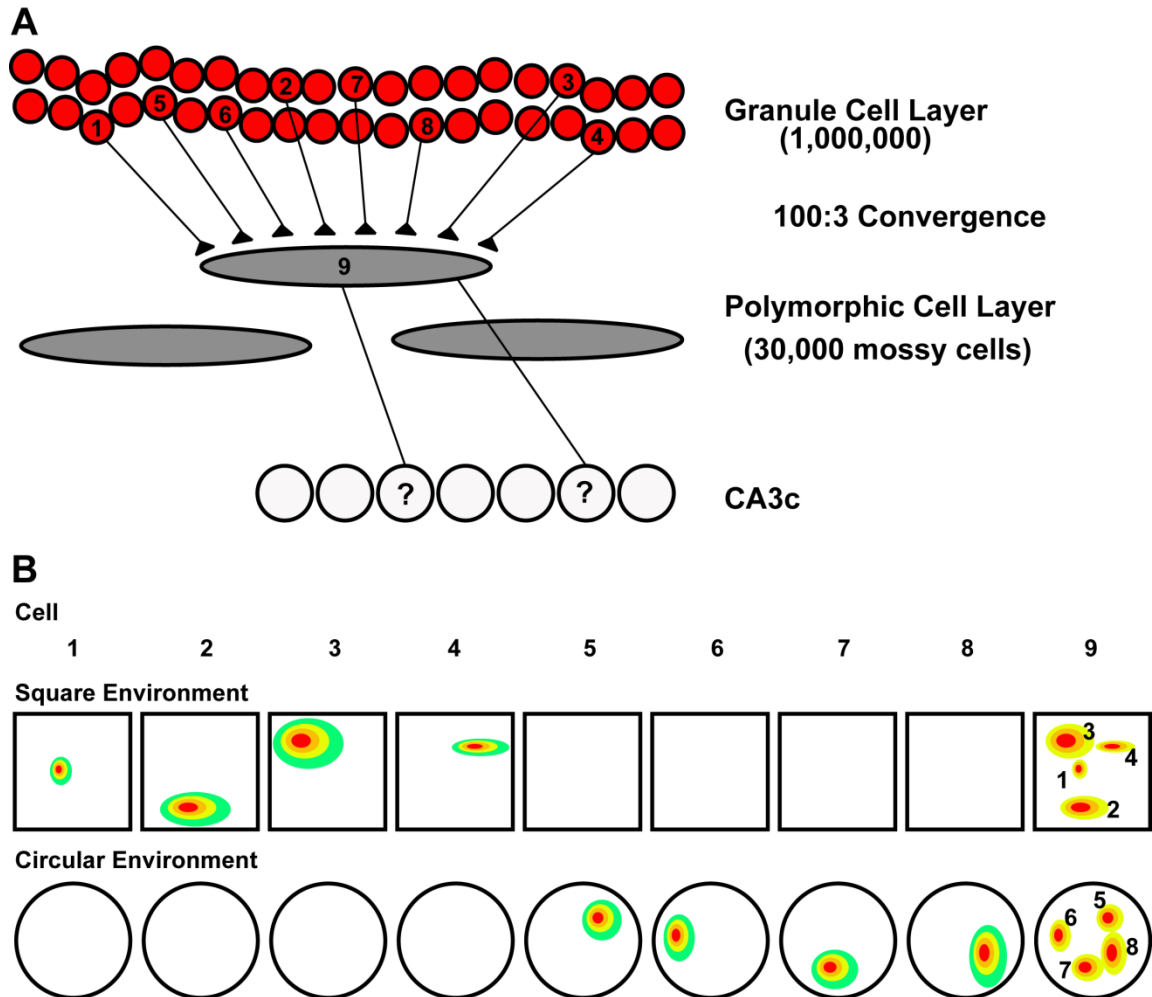 A
2 7 3
5 6 8
1 4
Granule Cell Layer
(1,000,000)
100:3 Convergence
9
Polymorphic Cell Layer
(30,000 mossy cells)
? ?
CA3c
B
Cell
1 2 3 4 5 6 7 8 9
Square Environment
3
4
1
2
Circular Environment
5
6
8
7